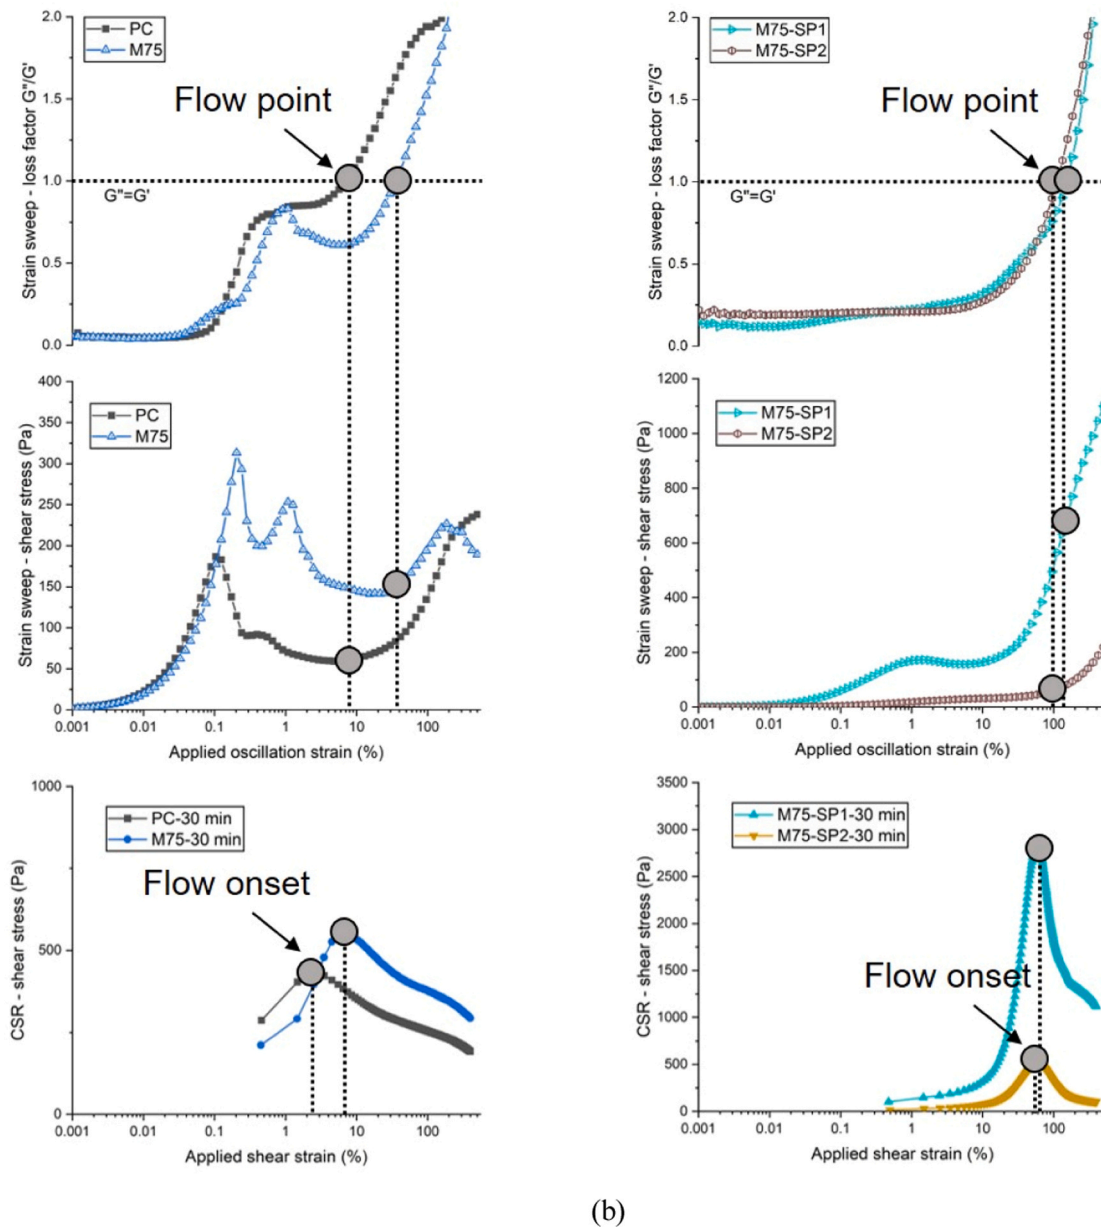 PC
M75
Flow point
G"=G'
Strain sweep - loss factor G"/G'
2.0
1.5
1.0
0.5
0.0
M75-SP1
M75-SP2
Flow point
G"=G'
Strain sweep - loss factor G"/G'
2.0
1.5
1.0
0.5
0.0
PC
M75
Strain sweep - shear stress (Pa)
400
350
300
250
200
150
100
50
0
0.001 0.01 0.1 1 10 100
Applied oscillation strain (%)
M75-SP1
M75-SP2
Strain sweep - shear stress (Pa)
1200
1000
800
600
400
200
0
0.001 0.01 0.1 1 10 100
Applied oscillation strain (%)
PC-30 min
M75-30 min
Flow onset
CSR - shear stress (Pa)
1000
500
0
0.001 0.01 0.1 1 10 100
Applied shear strain (%)
M75-SP1-30 min
M75-SP2-30 min
Flow onset
CSR - shear stress (Pa)
3500
3000
2500
2000
1500
1000
500
0
0.001 0.01 0.1 1 10 100
Applied shear strain (%)
(b)